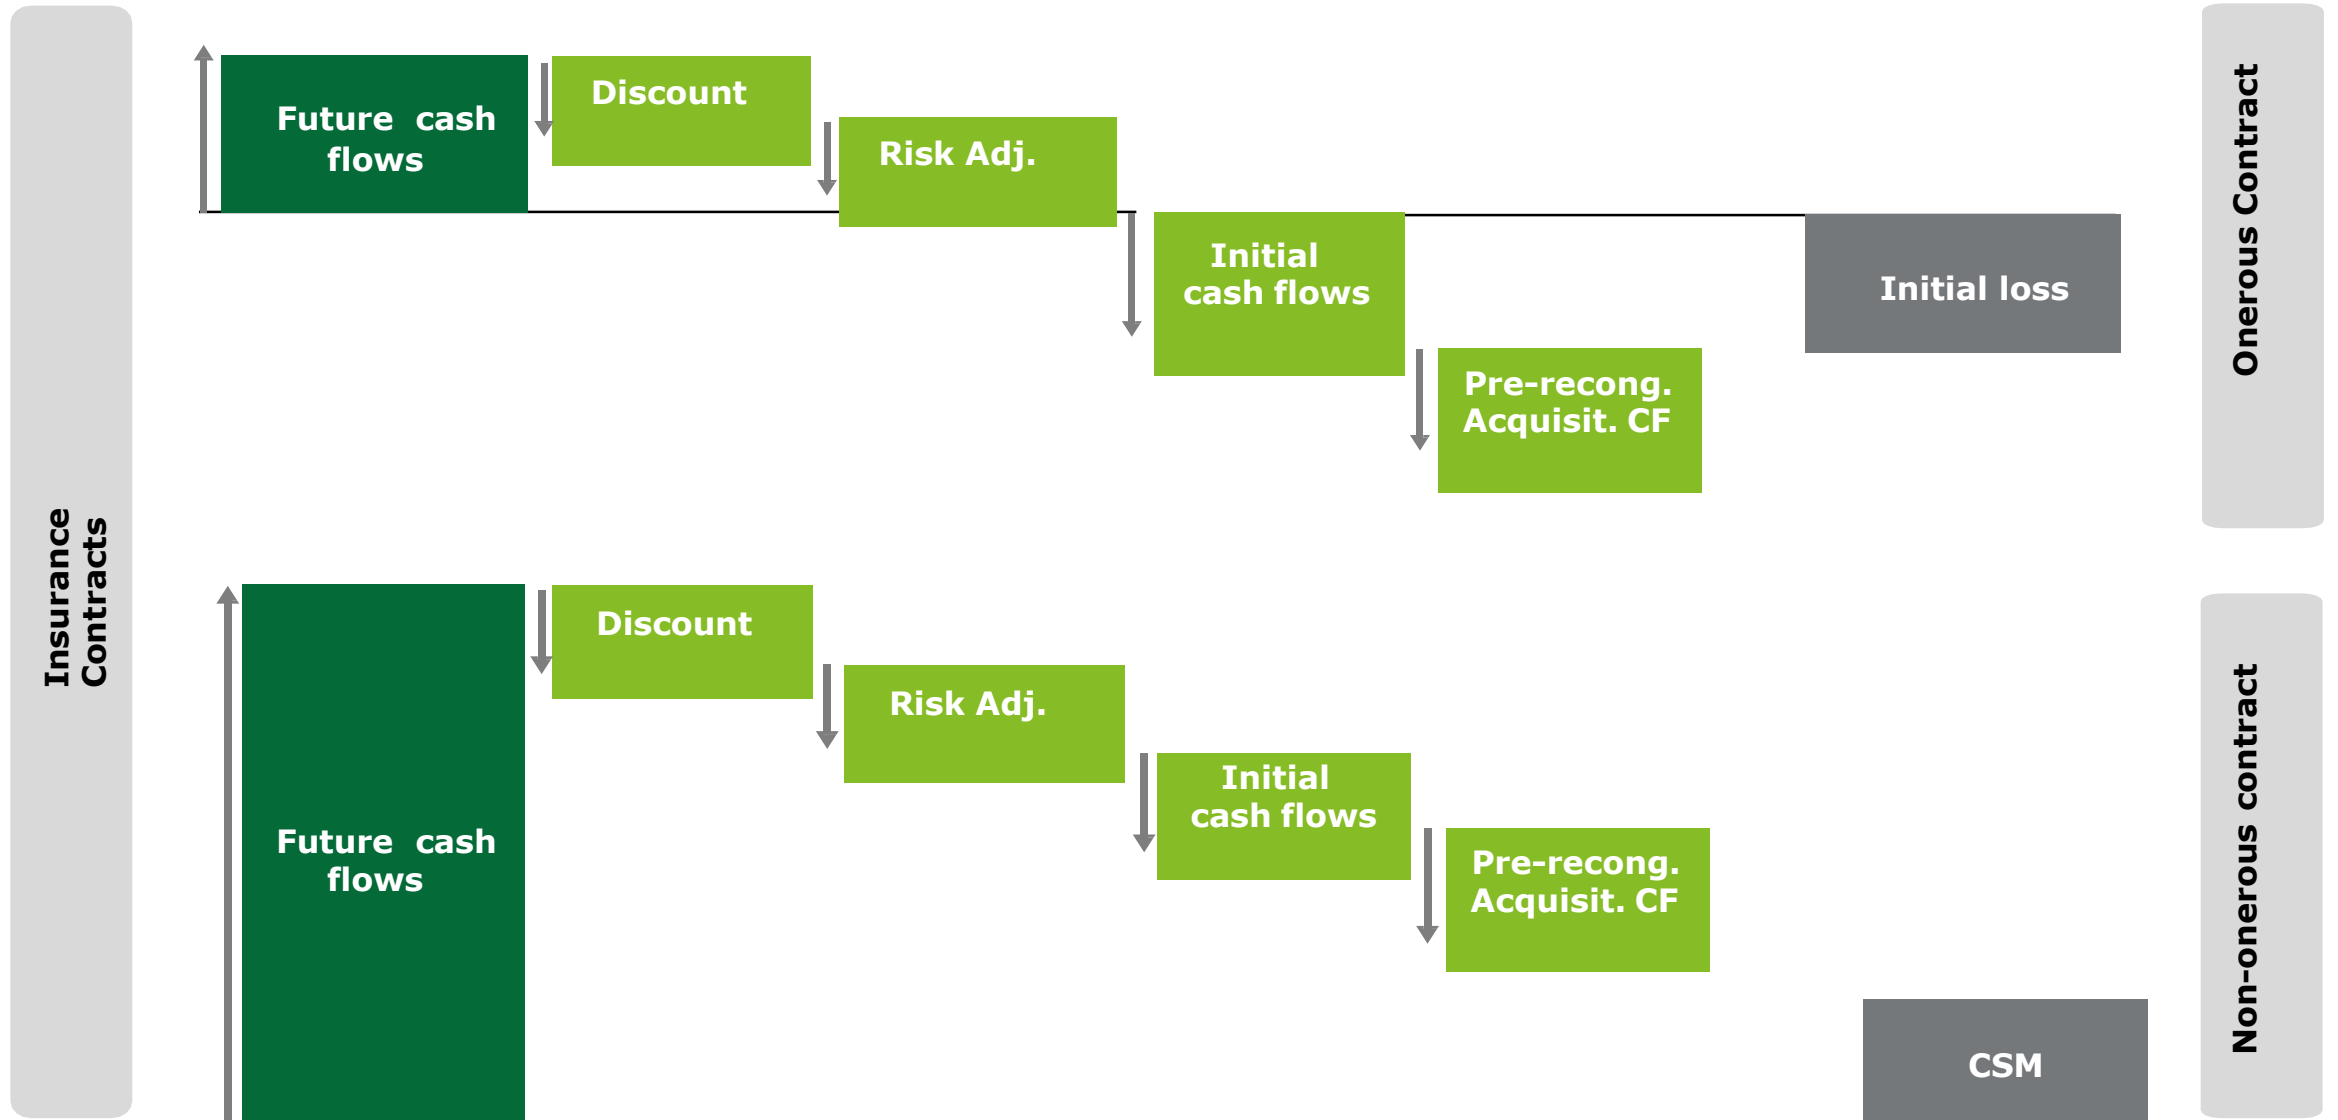 Insurance
Contracts
Future cash
flows
Discount
Risk Adj.
Initial
cash flows
Pre-recong.
Acquisit. CF
Initial loss
Onerous Contract
Future cash
flows
Discount
Risk Adj.
Initial
cash flows
Pre-recong.
Acquisit. CF
CSM
Non-onerous contract